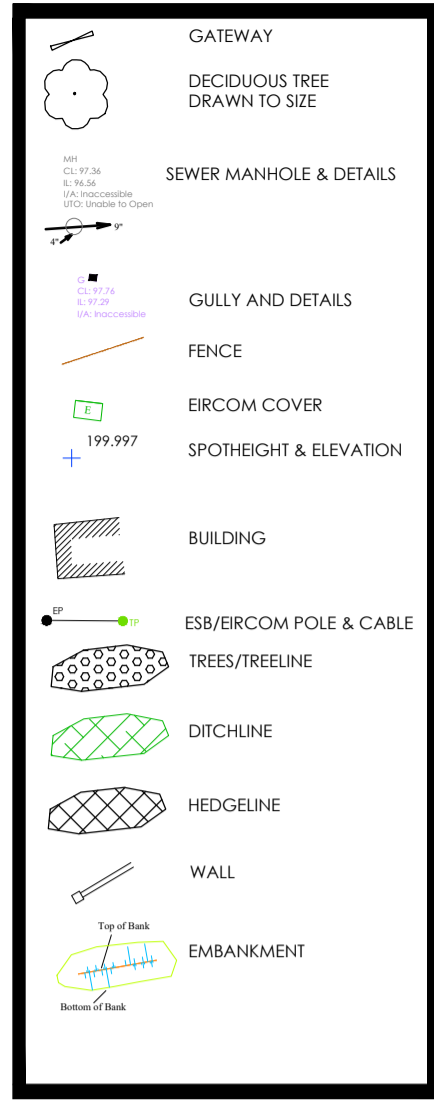 GATEWAY
DECIDUOUS TREE
DRAWN TO SIZE
MH
CL: 97.36
IL: 96.56
I/A: Inaccessible
UTO: Unable to Open
SEWER MANHOLE & DETAILS
9"
4"
G
CL: 97.76
IL: 97.29
I/A: Inaccessible
GULLY AND DETAILS
FENCE
E
EIRCOM COVER
199.997
SPOTHEIGHT & ELEVATION
BUILDING
EP
TP
ESB/EIRCOM POLE & CABLE
TREES/TREELINE
DITCHLINE
HEDGELINE
WALL
Top of Bank
EMBANKMENT
Bottom of Bank